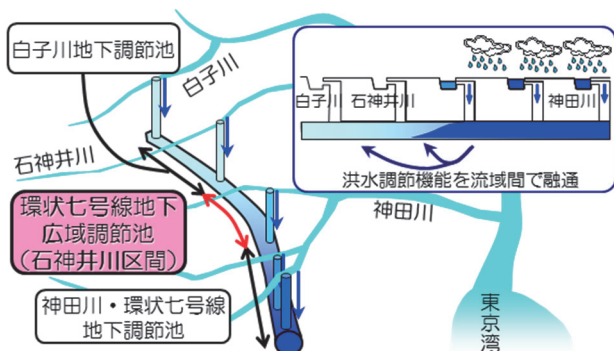 白子川地下調節池
白子川
石神井川
環状七号線地下
広域調節池
(石神井川区間)
神田川・環状七号線
地下調節池
白子川
石神井川
神田川
洪水調節機能を流域間で融通
神田川
東京湾